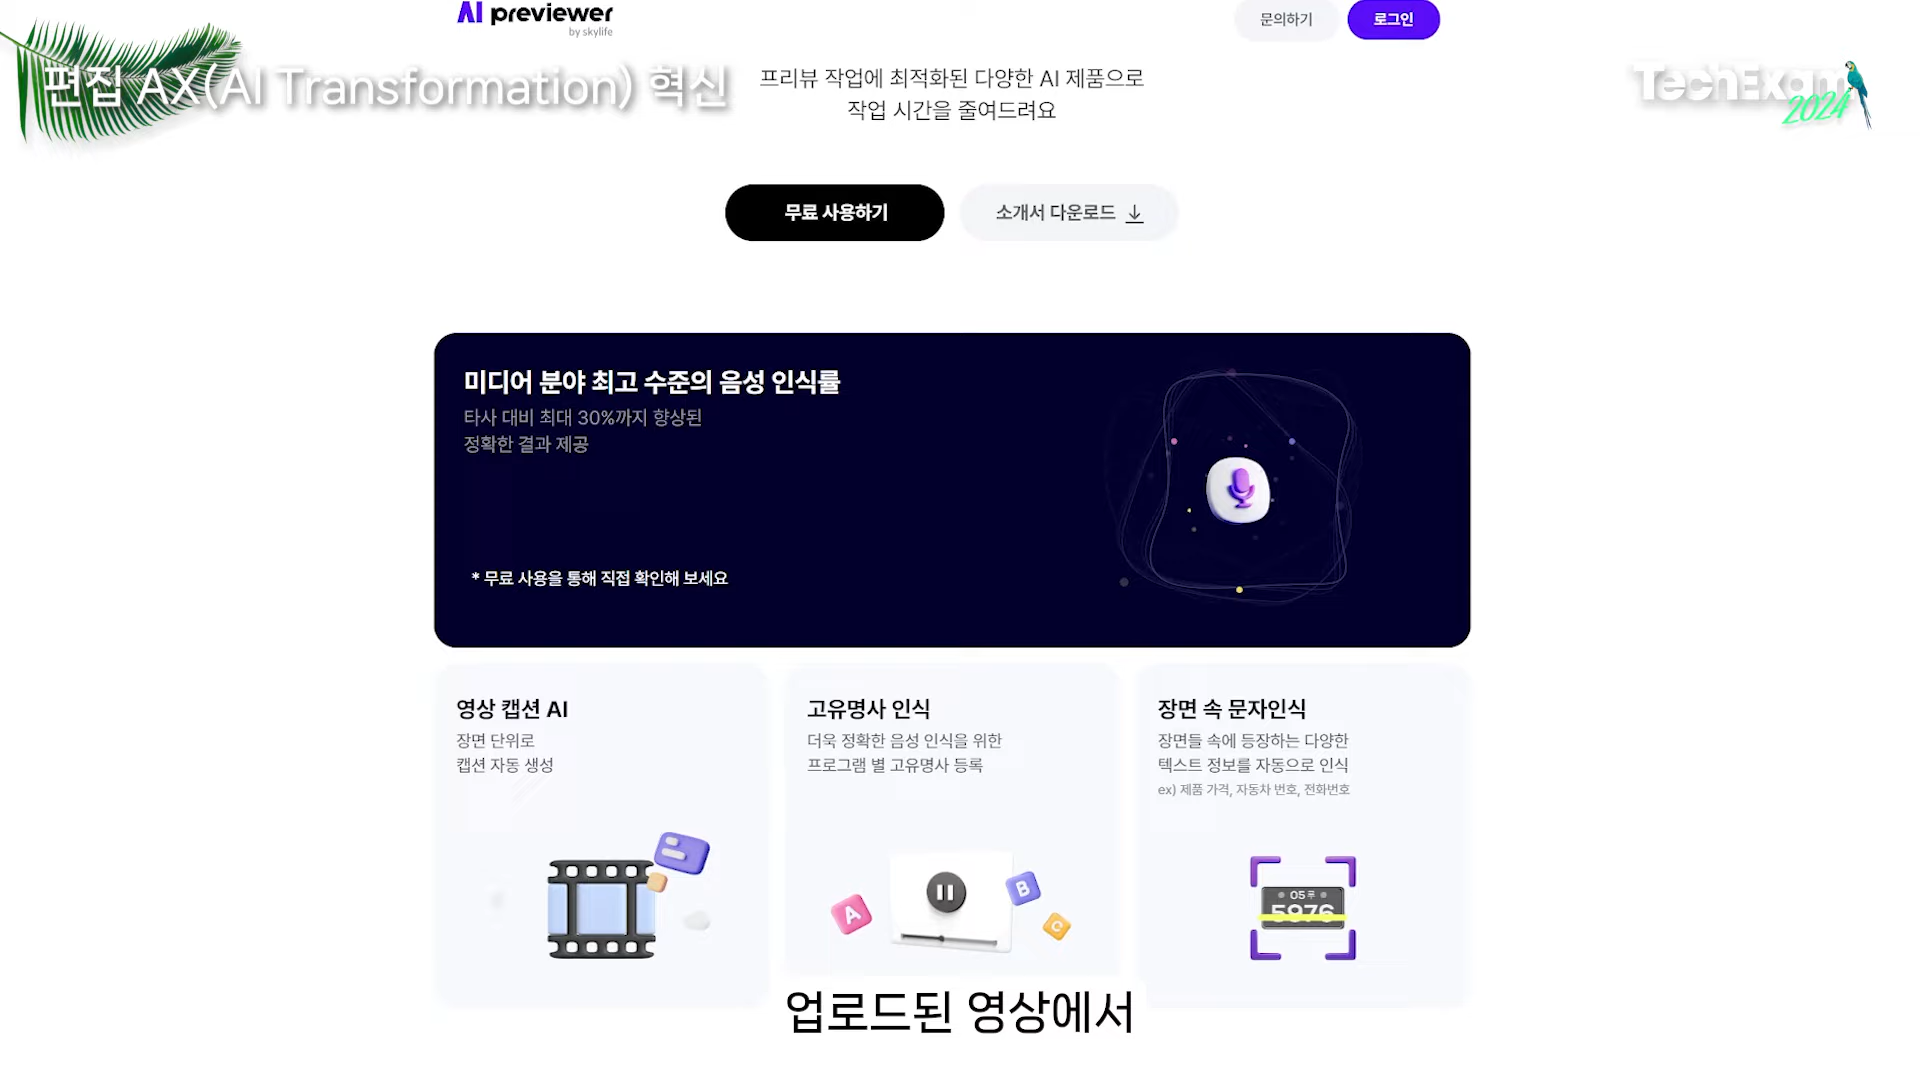 AI previewer
by skylife
문의하기
로그인
편집 AX(AI Transformation) 혁신
TechExam
2024
프리뷰 작업에 최적화된 다양한 AI 제품으로
작업 시간을 줄여드려요
무료 사용하기
소개서 다운로드
미디어 분야 최고 수준의 음성 인식률
타사 대비 최대 30%까지 향상된
정확한 결과 제공
* 무료 사용을 통해 직접 확인해 보세요
영상 캡션 AI
장면 단위로
캡션 자동 생성
고유명사 인식
더욱 정확한 음성 인식을 위한
프로그램 별 고유명사 등록
A
B
C
장면 속 문자인식
장면들 속에 등장하는 다양한
텍스트 정보를 자동으로 인식
ex) 제품 가격, 자동차 번호, 전화번호
5976
업로드된 영상에서